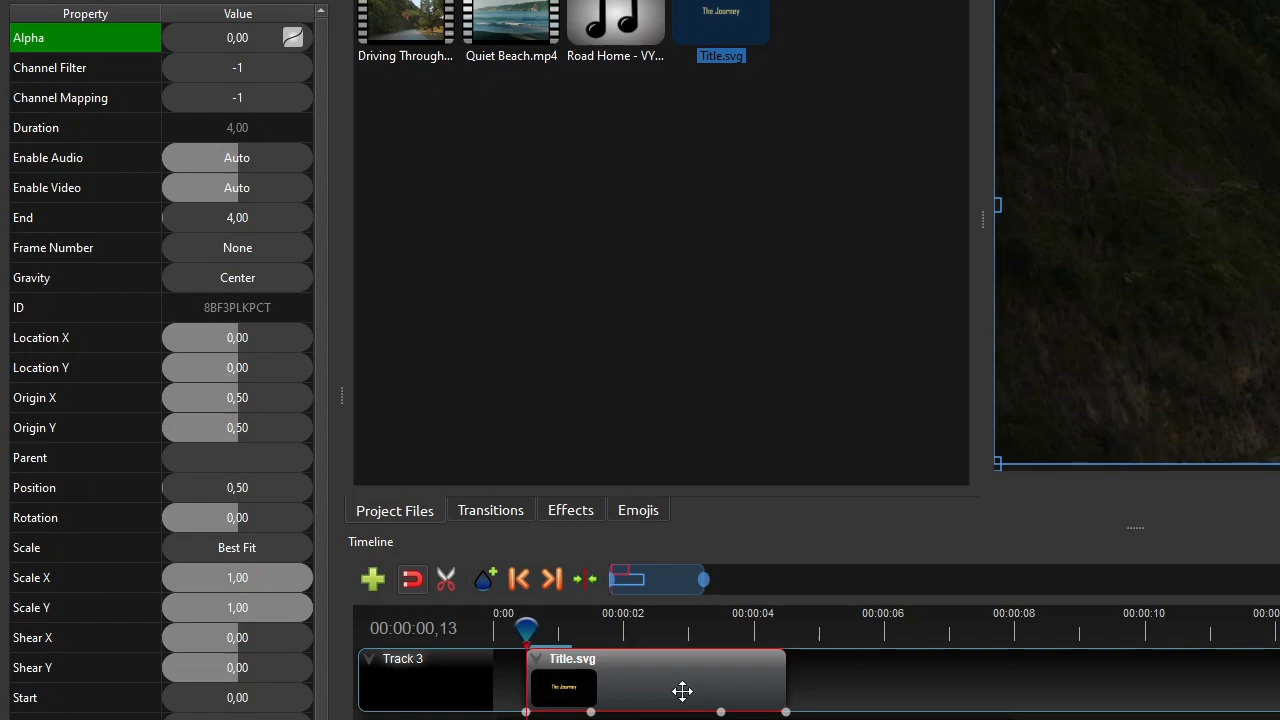 Property Value
Alpha 0,00
Channel Filter -1
Channel Mapping -1
Duration 4,00
Enable Audio Auto
Enable Video Auto
End 4,00
Frame Number None
Gravity Center
ID 8BF3PLKPCT
Location X 0,00
Location Y 0,00
Origin X 0,50
Origin Y 0,50
Parent
Position 0,50
Rotation 0,00
Scale Best Fit
Scale X 1,00
Scale Y 1,00
Shear X 0,00
Shear Y 0,00
Start 0,00
The Journey
Driving Through... Quiet Beach.mp4 Road Home - VY... Title.svg
Project Files Transitions Effects Emojis
Timeline
0:00 00:00:02 00:00:04 00:00:06 00:00:08 00:00:10 00:00
00:00:00,13
Track 3 Title.svg
The Journey